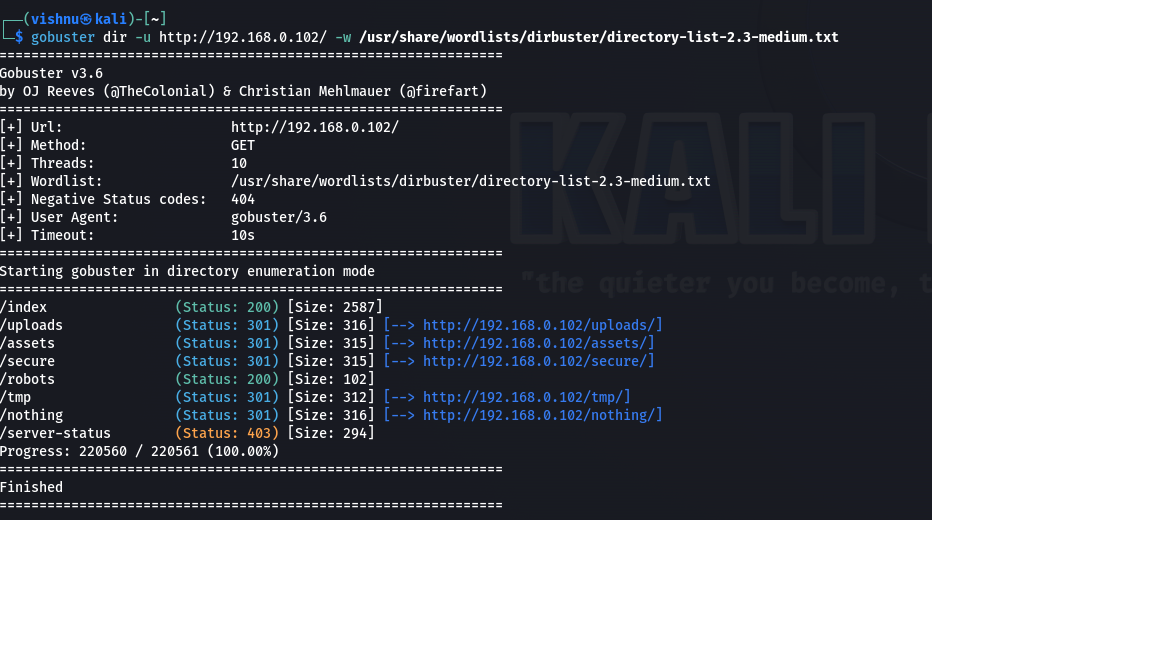 ┌──(vishnu㉿kali)-[~]
└─$ gobuster dir -u http://192.168.0.102/ -w /usr/share/wordlists/dirbuster/directory-list-2.3-medium.txt
===============================================================
Gobuster v3.6
by OJ Reeves (@TheColonial) & Christian Mehlmauer (@firefart)
===============================================================
[+] Url:                     http://192.168.0.102/
[+] Method:                  GET
[+] Threads:                 10
[+] Wordlist:                /usr/share/wordlists/dirbuster/directory-list-2.3-medium.txt
[+] Negative Status codes:   404
[+] User Agent:              gobuster/3.6
[+] Timeout:                 10s
===============================================================
Starting gobuster in directory enumeration mode
===============================================================
/index                (Status: 200) [Size: 2587]
/uploads              (Status: 301) [Size: 316] [--> http://192.168.0.102/uploads/]
/assets               (Status: 301) [Size: 315] [--> http://192.168.0.102/assets/]
/secure               (Status: 301) [Size: 315] [--> http://192.168.0.102/secure/]
/robots               (Status: 200) [Size: 102]
/tmp                  (Status: 301) [Size: 312] [--> http://192.168.0.102/tmp/]
/nothing              (Status: 301) [Size: 316] [--> http://192.168.0.102/nothing/]
/server-status        (Status: 403) [Size: 294]
Progress: 220560 / 220561 (100.00%)
===============================================================
Finished
===============================================================
KALI
"the quieter you become, t